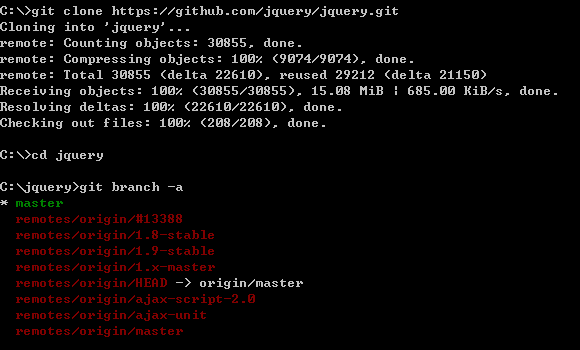 C:\>git clone https://github.com/jquery/jquery.git
Cloning into 'jquery'...
remote: Counting objects: 30855, done.
remote: Compressing objects: 100% (9074/9074), done.
remote: Total 30855 (delta 22610), reused 29212 (delta 21150)
Receiving objects: 100% (30855/30855), 15.08 MiB ¦ 685.00 KiB/s, done.
Resolving deltas: 100% (22610/22610), done.
Checking out files: 100% (208/208), done.
C:\>cd jquery
C:\jquery>git branch -a
* master
remotes/origin/#13388
remotes/origin/1.8-stable
remotes/origin/1.9-stable
remotes/origin/1.x-master
remotes/origin/HEAD -> origin/master
remotes/origin/ajax-script-2.0
remotes/origin/ajax-unit
remotes/origin/master